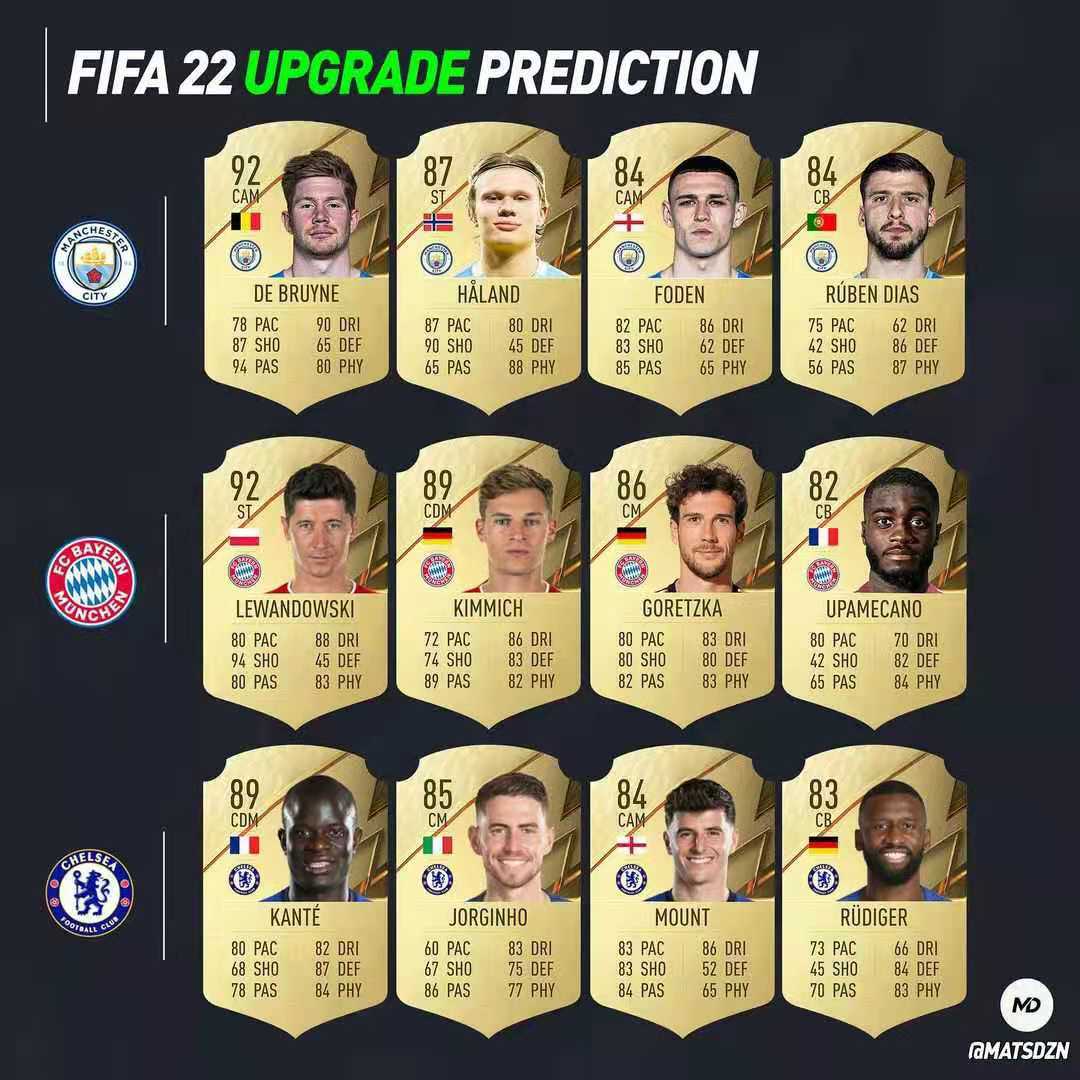 FIFA 22 UPGRADE PREDICTION
MANCHESTER
CITY
92
CAM
DE BRUYNE
78 PAC 90 DRI
87 SHO 65 DEF
94 PAS 80 PHY
87
ST
HÅLAND
87 PAC 80 DRI
90 SHO 45 DEF
65 PAS 88 PHY
84
CAM
FODEN
82 PAC 86 DRI
83 SHO 62 DEF
85 PAS 65 PHY
84
CB
RÚBEN DIAS
75 PAC 62 DRI
42 SHO 86 DEF
56 PAS 87 PHY
FC BAYERN
MÜNCHEN
92
ST
LEWANDOWSKI
80 PAC 88 DRI
94 SHO 45 DEF
80 PAS 83 PHY
89
CDM
KIMMICH
72 PAC 86 DRI
74 SHO 83 DEF
89 PAS 82 PHY
86
CM
GORETZKA
80 PAC 83 DRI
80 SHO 80 DEF
82 PAS 83 PHY
82
CB
UPAMECANO
80 PAC 70 DRI
42 SHO 82 DEF
65 PAS 84 PHY
CHELSEA
FOOTBALL CLUB
89
CDM
KANTÉ
80 PAC 82 DRI
68 SHO 87 DEF
78 PAS 84 PHY
85
CM
JORGINHO
60 PAC 83 DRI
67 SHO 75 DEF
86 PAS 77 PHY
84
CAM
MOUNT
83 PAC 86 DRI
83 SHO 52 DEF
84 PAS 65 PHY
83
CB
RÜDIGER
73 PAC 66 DRI
45 SHO 84 DEF
70 PAS 83 PHY
MD
@MATSDZN